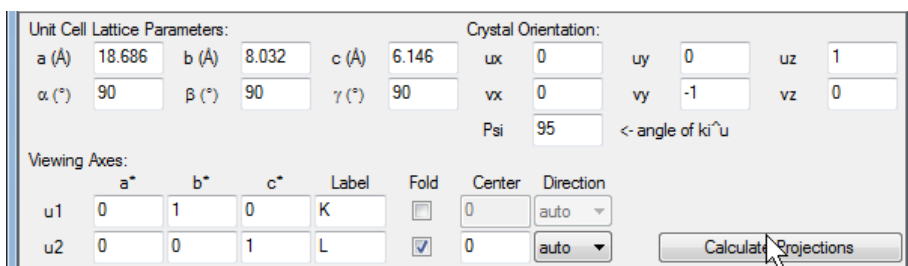 Unit Cell Lattice Parameters: Crystal Orientation:
a (Å) 18.686 b (Å) 8.032 c (Å) 6.146 ux 0 uy 0 uz 1
α (°) 90 β (°) 90 γ (°) 90 vx 0 vy -1 vz 0
Psi 95 <- angle of ki^u
Viewing Axes:
a* b* c* Label Fold Center Direction
u1 0 1 0 K 0 auto
u2 0 0 1 L 0 auto Calculate Projections